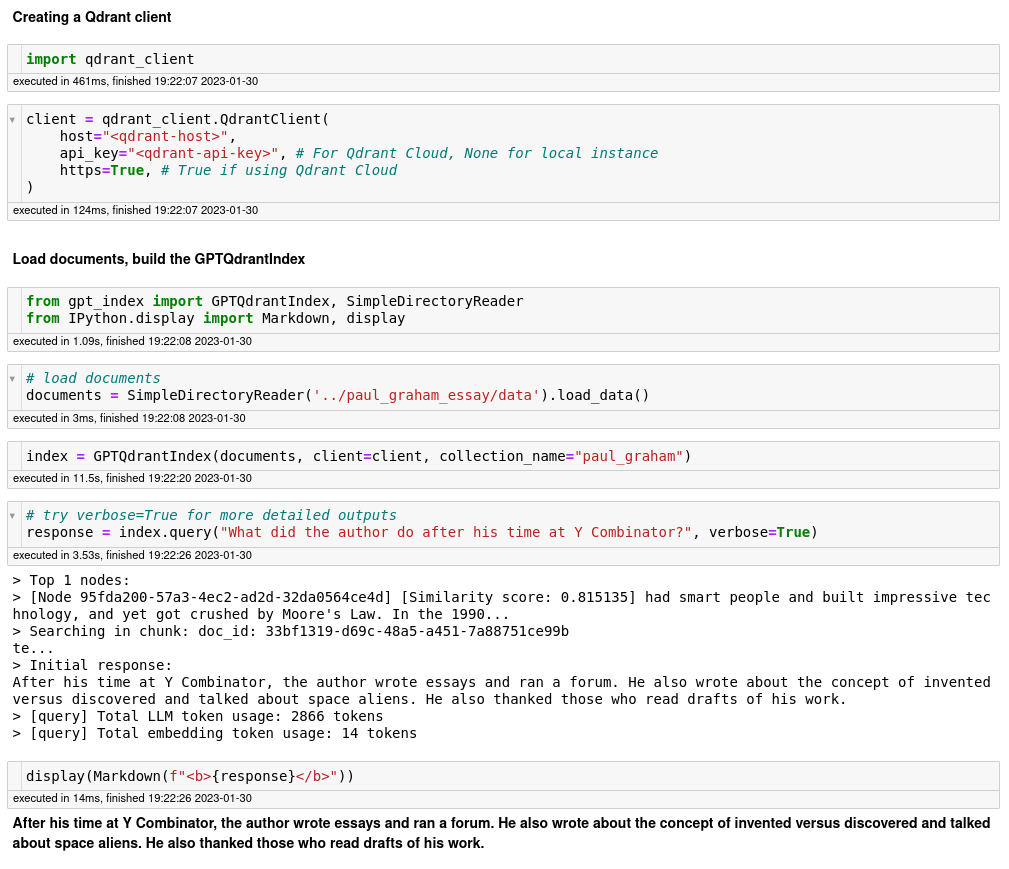 Creating a Qdrant client
import qdrant_client
executed in 461ms, finished 19:22:07 2023-01-30
client = qdrant_client.QdrantClient(
    host="<qdrant-host>",
    api_key="<qdrant-api-key>", # For Qdrant Cloud, None for local instance
    https=True, # True if using Qdrant Cloud
)
executed in 124ms, finished 19:22:07 2023-01-30
Load documents, build the GPTQdrantIndex
from gpt_index import GPTQdrantIndex, SimpleDirectoryReader
from IPython.display import Markdown, display
executed in 1.09s, finished 19:22:08 2023-01-30
# load documents
documents = SimpleDirectoryReader('../paul_graham_essay/data').load_data()
executed in 3ms, finished 19:22:08 2023-01-30
index = GPTQdrantIndex(documents, client=client, collection_name="paul_graham")
executed in 11.5s, finished 19:22:20 2023-01-30
# try verbose=True for more detailed outputs
response = index.query("What did the author do after his time at Y Combinator?", verbose=True)
executed in 3.53s, finished 19:22:26 2023-01-30
> Top 1 nodes:
> [Node 95fda200-57a3-4ec2-ad2d-32da0564ce4d] [Similarity score: 0.815135] had smart people and built impressive tec
hnology, and yet got crushed by Moore's Law. In the 1990...
> Searching in chunk: doc_id: 33bf1319-d69c-48a5-a451-7a88751ce99b
te...
> Initial response:
After his time at Y Combinator, the author wrote essays and ran a forum. He also wrote about the concept of invented
versus discovered and talked about space aliens. He also thanked those who read drafts of his work.
> [query] Total LLM token usage: 2866 tokens
> [query] Total embedding token usage: 14 tokens
display(Markdown(f"<b>{response}</b>"))
executed in 14ms, finished 19:22:26 2023-01-30
After his time at Y Combinator, the author wrote essays and ran a forum. He also wrote about the concept of invented versus discovered and talked
about space aliens. He also thanked those who read drafts of his work.